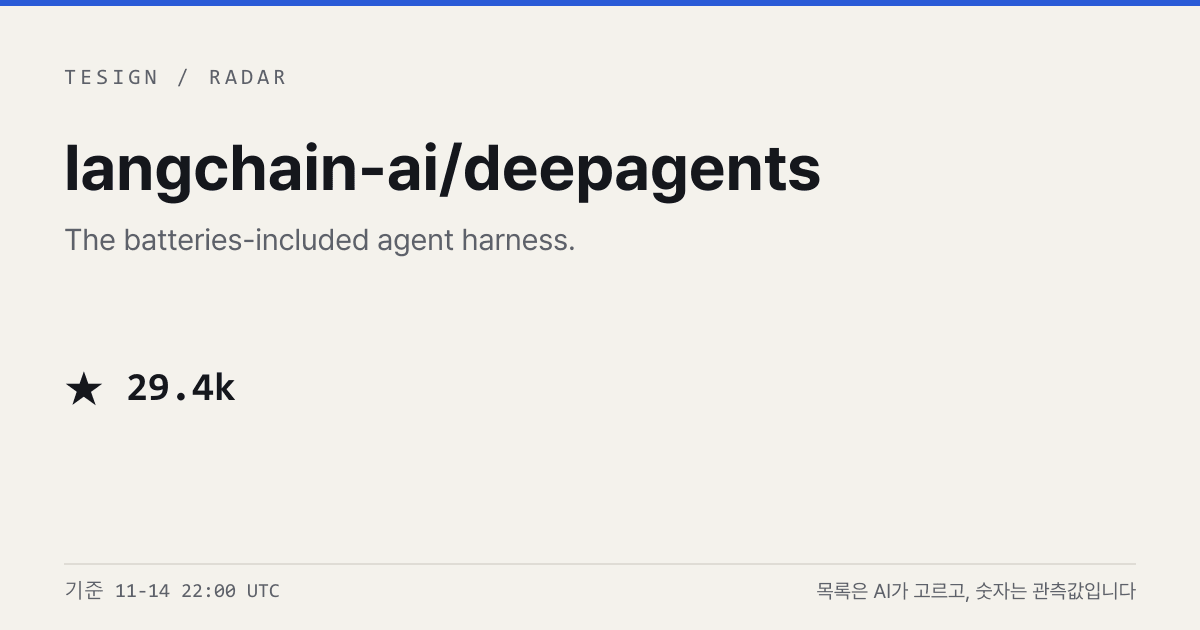 TESIGN / RADAR
langchain-ai/deepagents
The batteries-included agent harness.
★ 29.4k
기준 11-14 22:00 UTC
목록은 AI가 고르고, 숫자는 관측값입니다